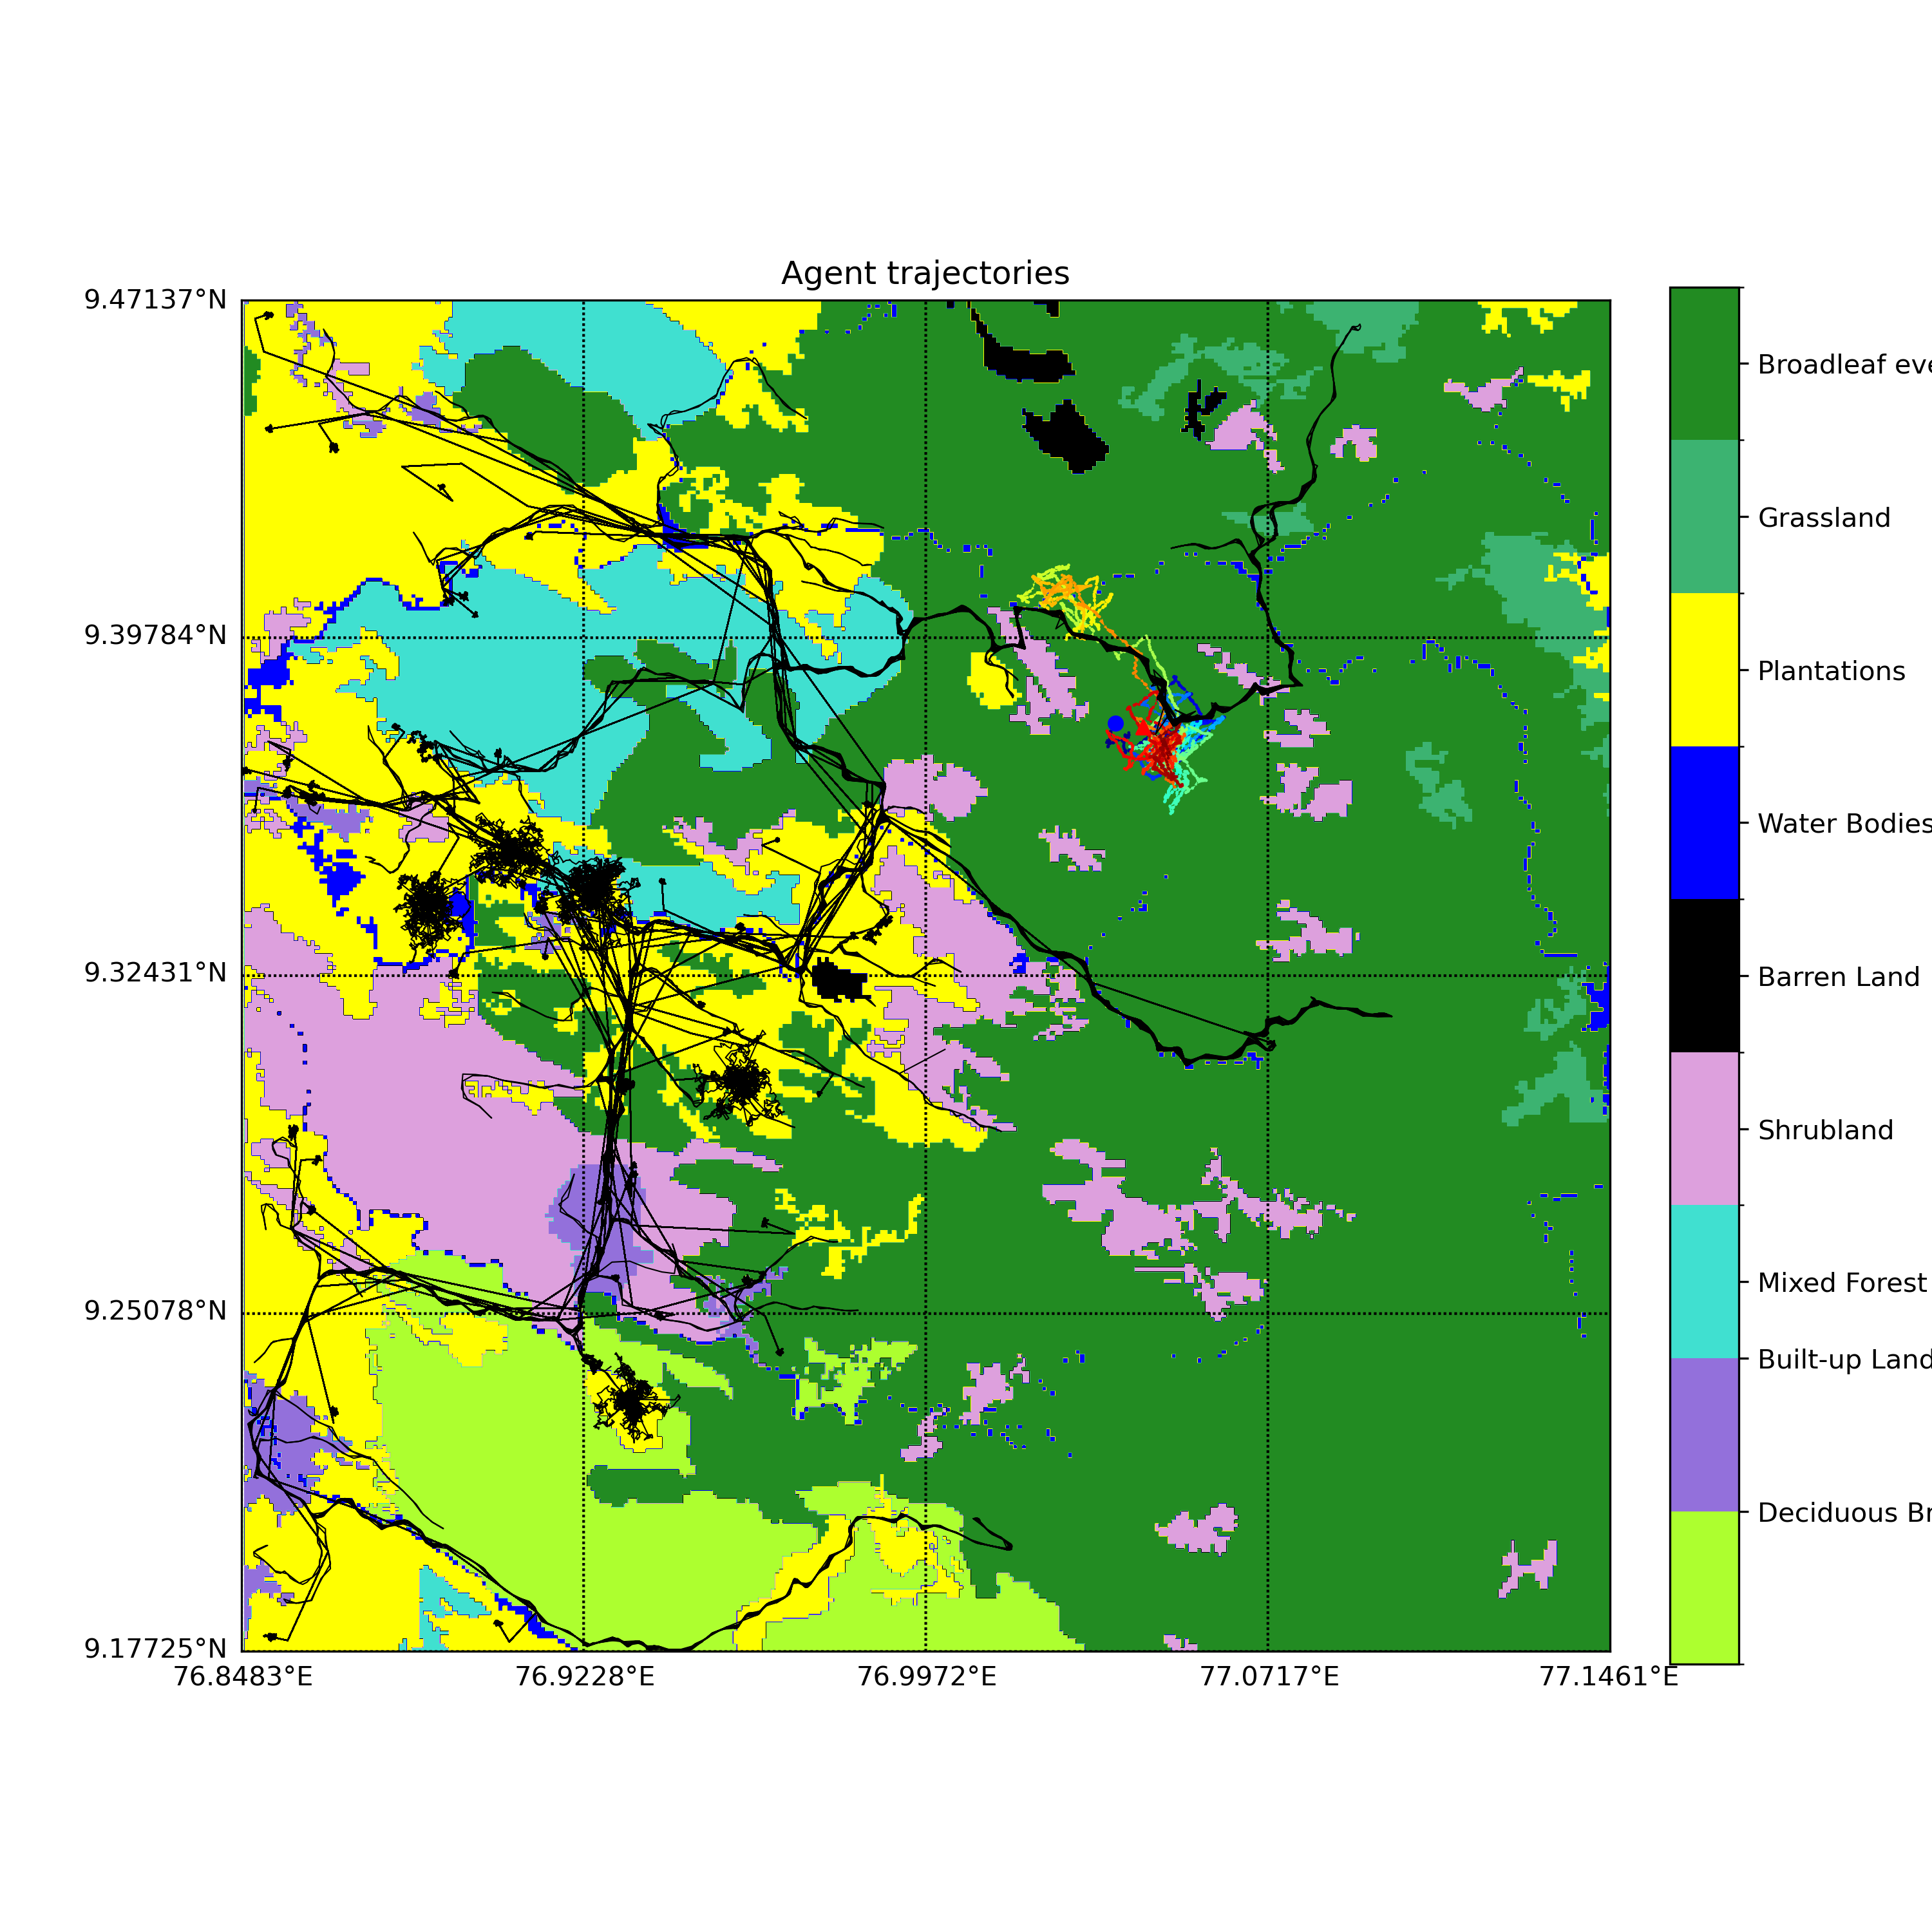 Agent trajectories
9.47137°N
9.39784°N
9.32431°N
9.25078°N
9.17725°N
76.8483°E
76.9228°E
76.9972°E
77.0717°E
77.1461°E
Broadleaf eve
Grassland
Plantations
Water Bodies
Barren Land
Shrubland
Mixed Forest
Built-up Land
Deciduous Br